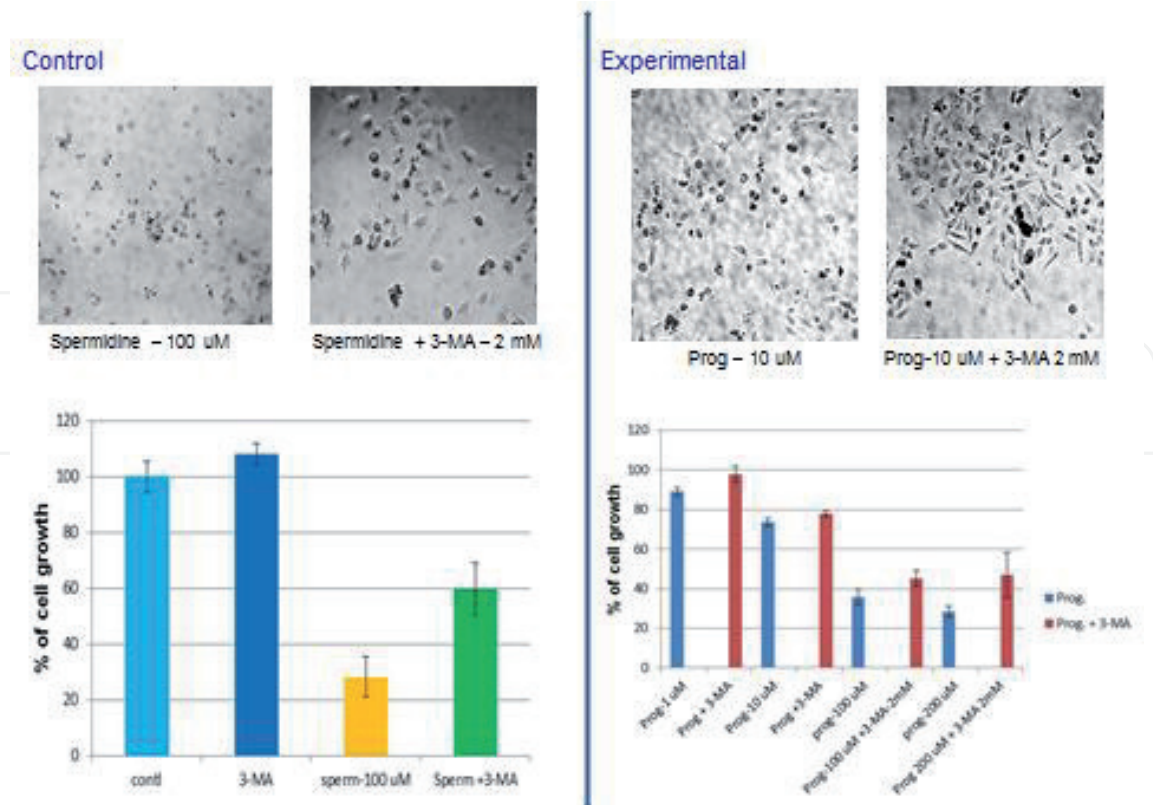 Control
Spermidine – 100 uM
Spermidine + 3-MA – 2 mM
% of cell growth
120
100
80
60
40
20
0
contl
3-MA
sperm-100 uM
Sperm +3-MA
Experimental
Prog – 10 uM
Prog-10 uM + 3-MA 2 mM
% of cell growth
120
100
80
60
40
20
0
Prog-1 uM
Prog + 3-MA
Prog-10 uM
Prog +3-MA
prog-100 uM
Prog-100 uM +3-MA-2mM
prog-200 uM
Prog 200 uM + 3-MA 2mM
Prog.
Prog. + 3-MA